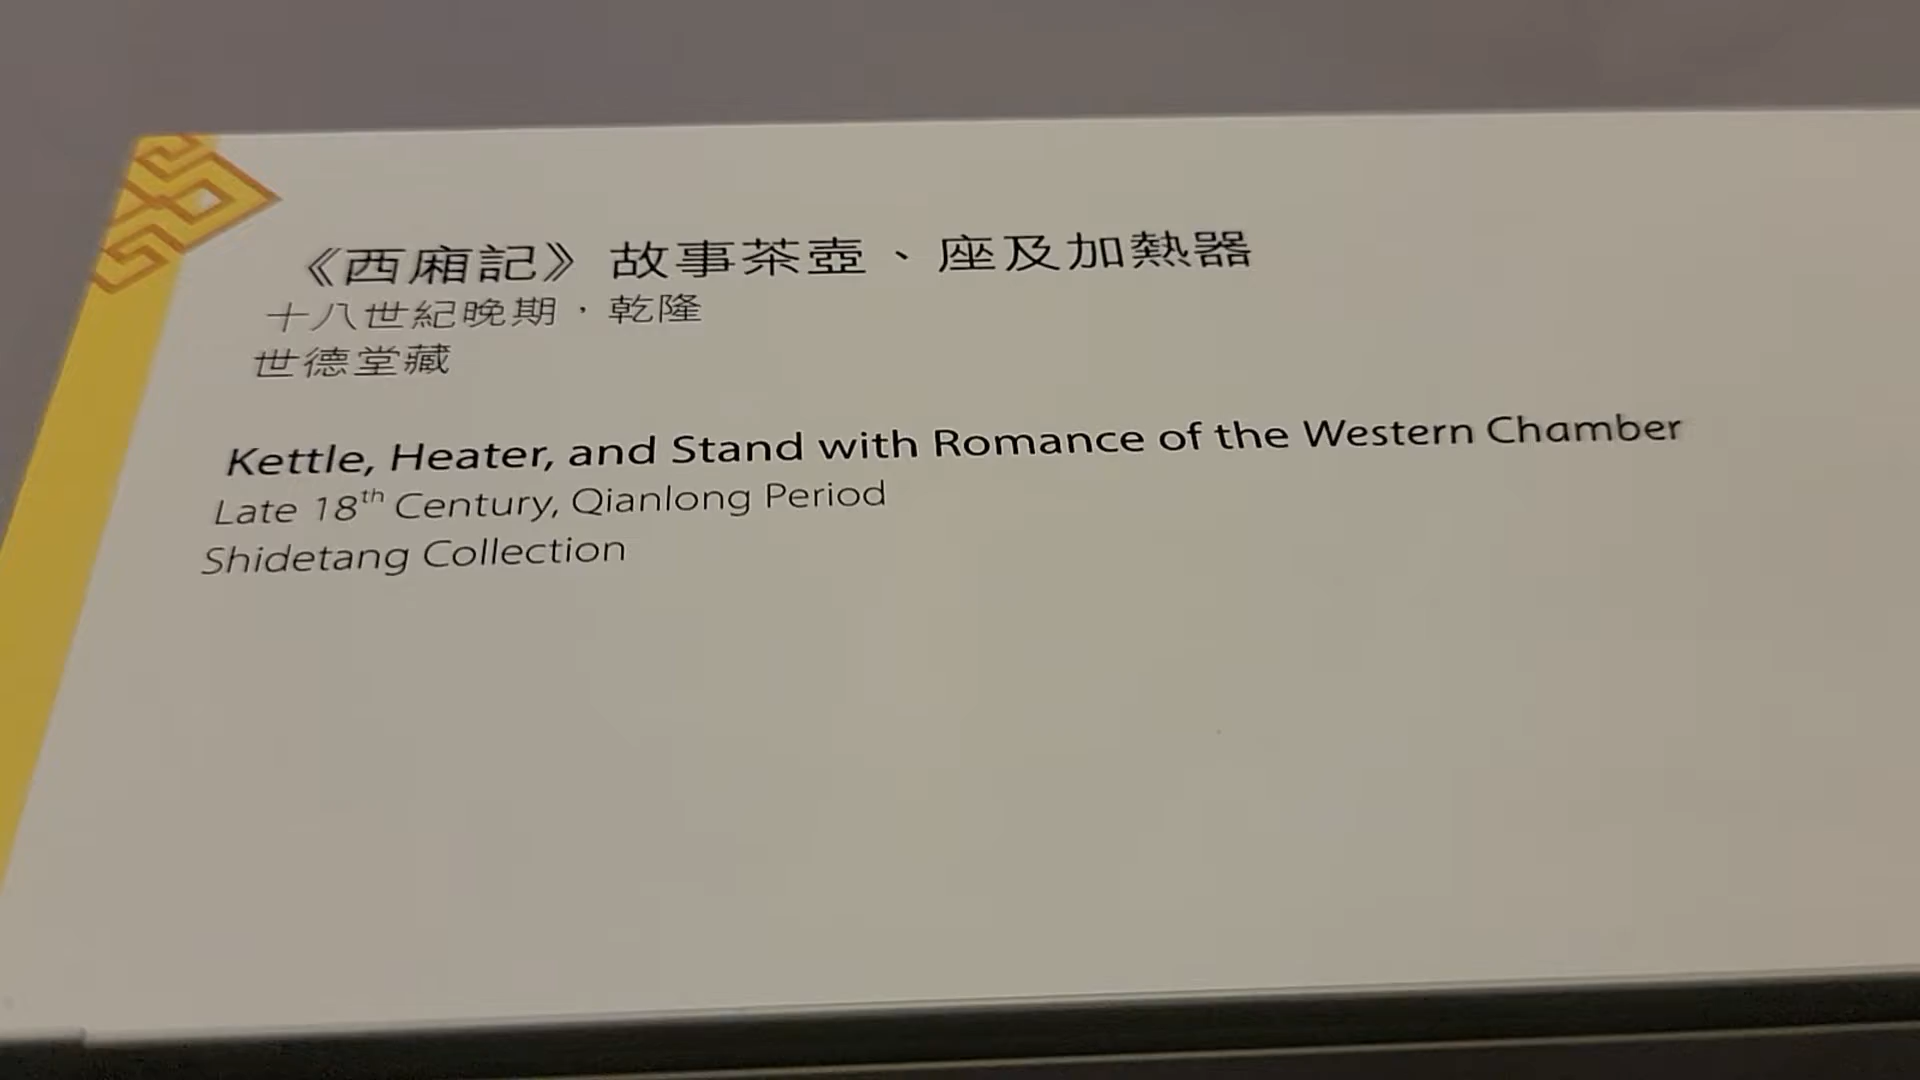 《西廂記》故事茶壺、座及加熱器
十八世紀晚期，乾隆
世德堂藏
Kettle, Heater, and Stand with Romance of the Western Chamber
Late 18th Century, Qianlong Period
Shidetang Collection